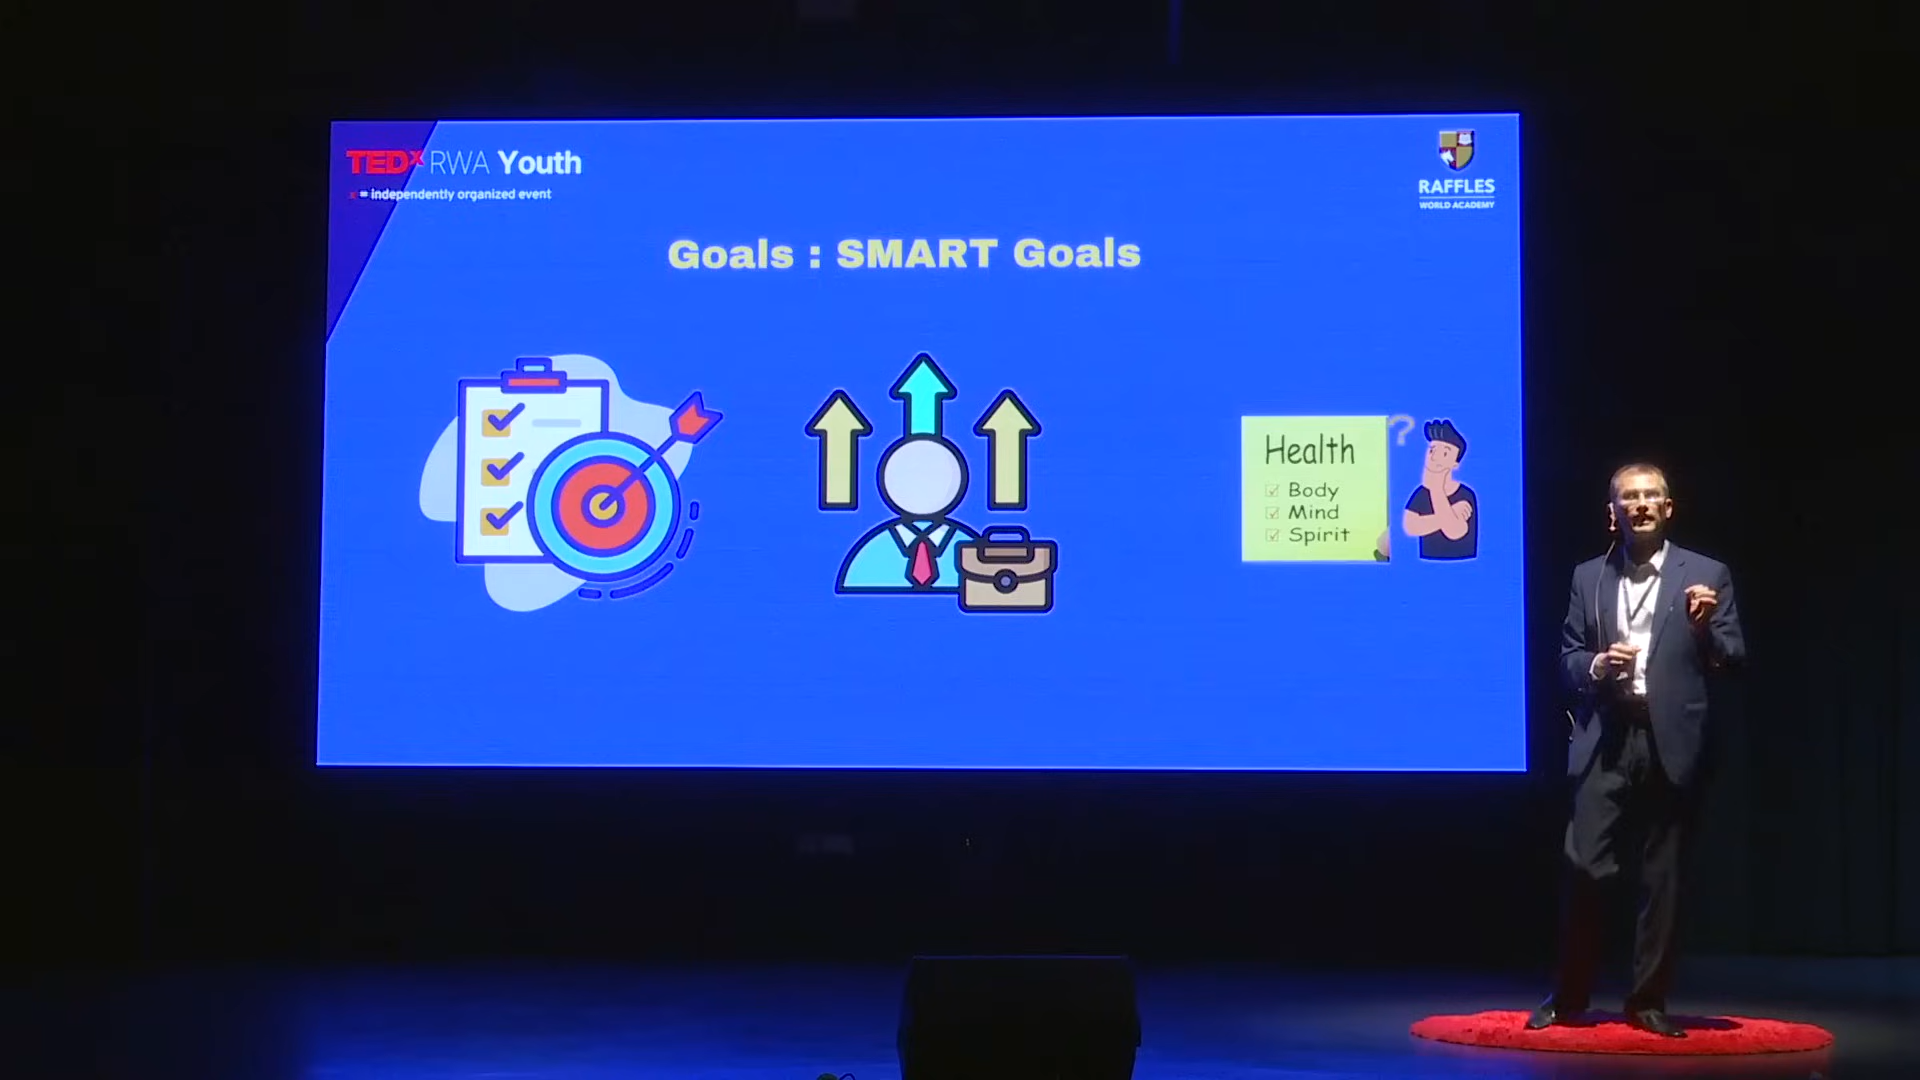 TEDx RWA Youth
x = independently organized event
RAFFLES
WORLD ACADEMY
Goals : SMART Goals
?
Health
☑ Body
☑ Mind
☑ Spirit